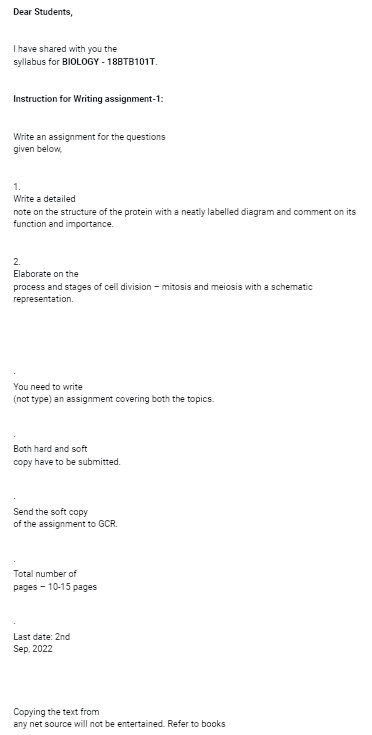 Dear Students,
I have shared with you the
syllabus for BIOLOGY - 18BTB101T.
Instruction for Writing assignment-1:
Write an assignment for the questions
given below,
1.
Write a detailed
note on the structure of the protein with a neatly labelled diagram and comment on its
function and importance.
2.
Elaborate on the
process and stages of cell division – mitosis and meiosis with a schematic
representation.
.
You need to write
(not type) an assignment covering both the topics.
.
Both hard and soft
copy have to be submitted.
.
Send the soft copy
of the assignment to GCR.
.
Total number of
pages – 10-15 pages
.
Last date: 2nd
Sep, 2022
Copying the text from
any net source will not be entertained. Refer to books